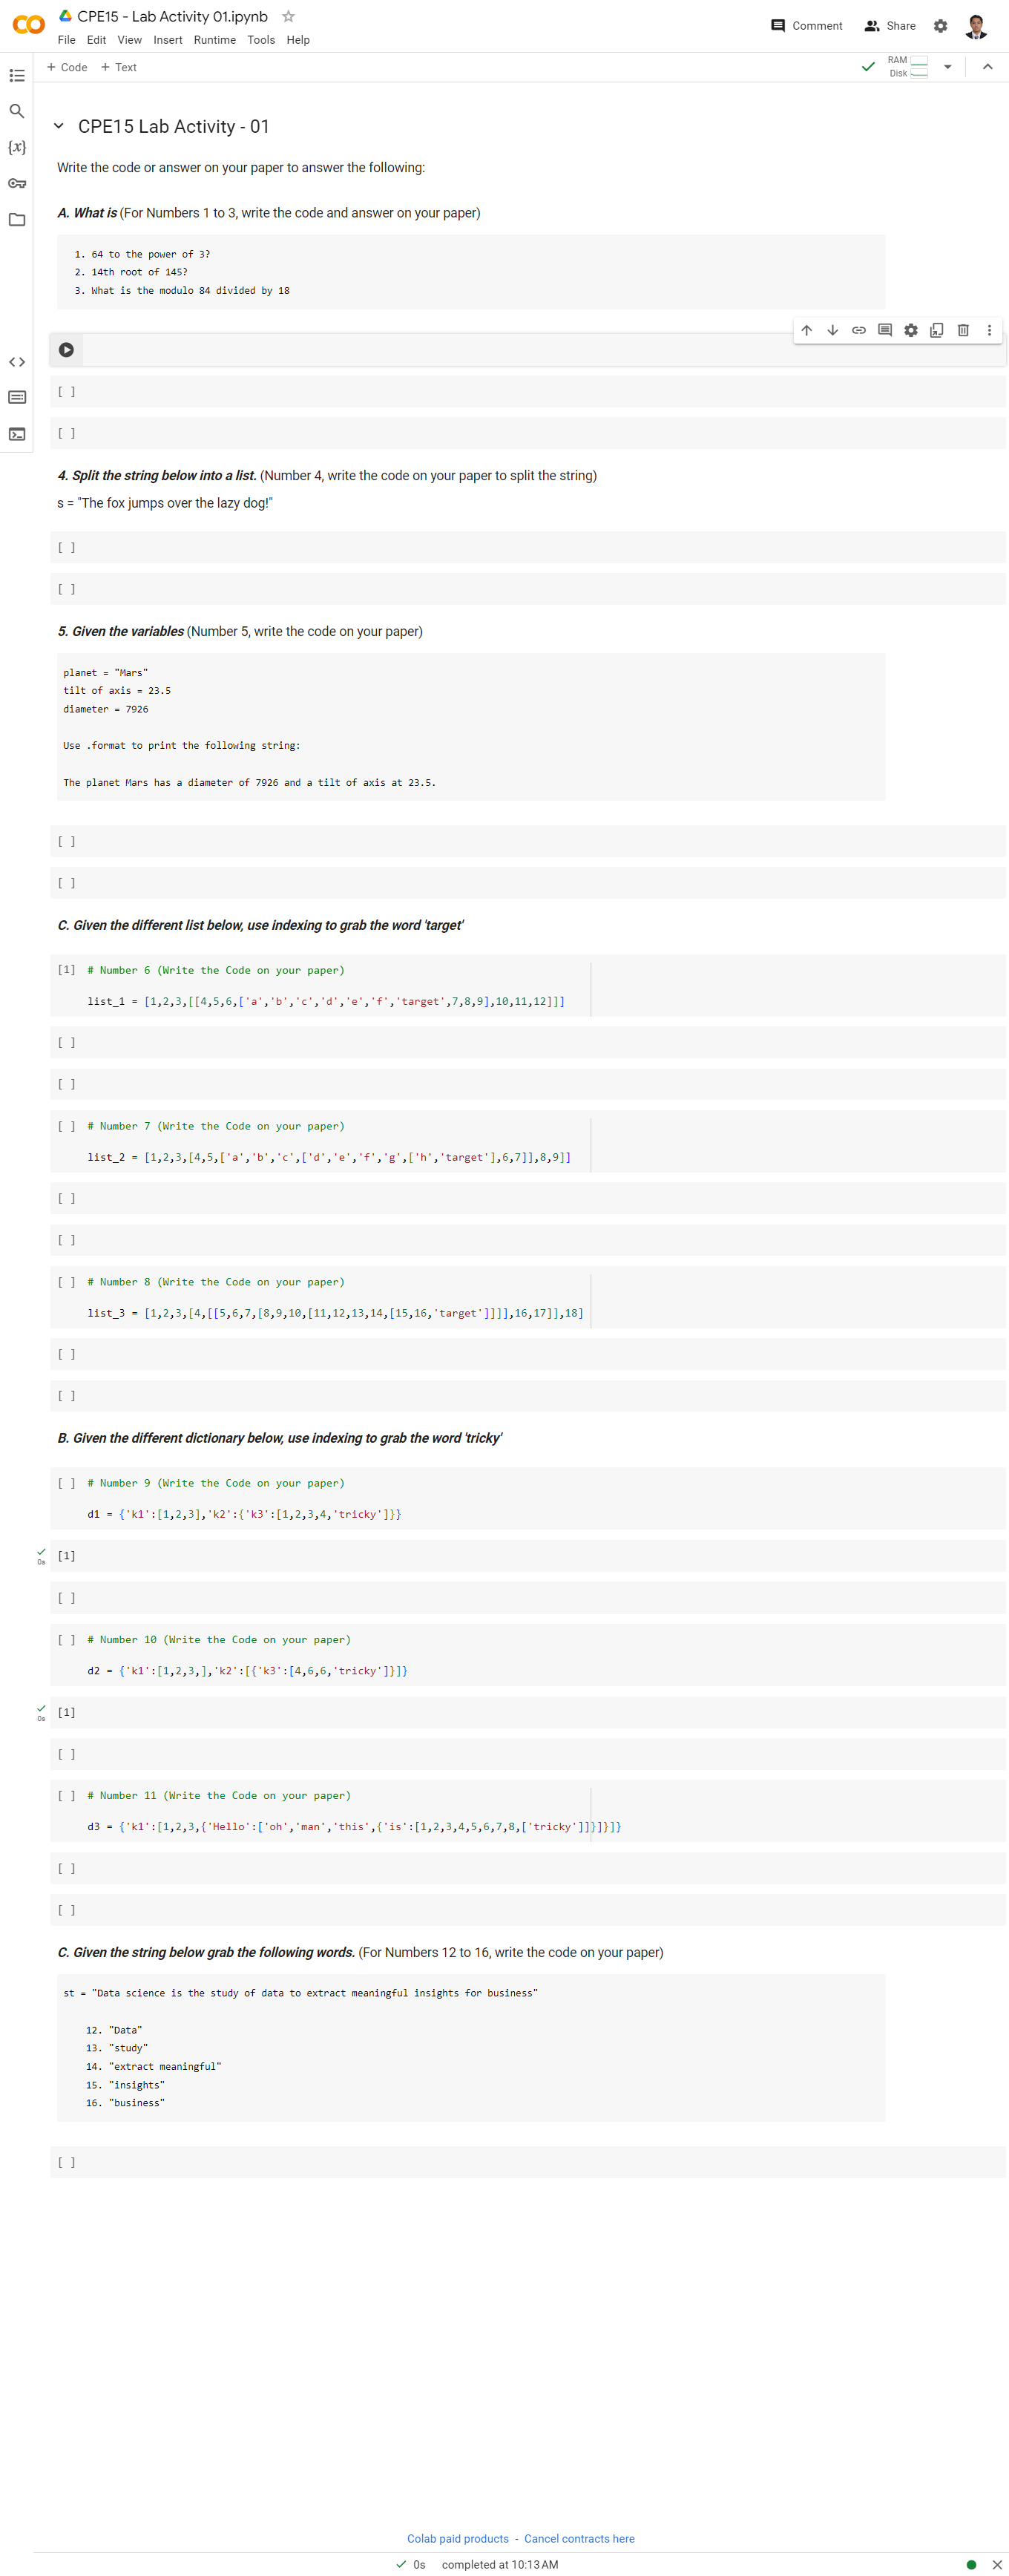 CPE15 - Lab Activity 01.ipynb
File Edit View Insert Runtime Tools Help
Comment Share
+ Code + Text
RAM
Disk
CPE15 Lab Activity - 01
Write the code or answer on your paper to answer the following:
A. What is (For Numbers 1 to 3, write the code and answer on your paper)
1. 64 to the power of 3?
2. 14th root of 145?
3. What is the modulo 84 divided by 18
[ ]
[ ]
4. Split the string below into a list. (Number 4, write the code on your paper to split the string)
s = "The fox jumps over the lazy dog!"
[ ]
[ ]
5. Given the variables (Number 5, write the code on your paper)
planet = "Mars"
tilt of axis = 23.5
diameter = 7926
Use .format to print the following string:
The planet Mars has a diameter of 7926 and a tilt of axis at 23.5.
[ ]
[ ]
C. Given the different list below, use indexing to grab the word 'target'
[1] # Number 6 (Write the Code on your paper)
list_1 = [1,2,3,[[4,5,6,['a','b','c','d','e','f','target',7,8,9],10,11,12]]]
[ ]
[ ]
[ ] # Number 7 (Write the Code on your paper)
list_2 = [1,2,3,[4,5,['a','b','c',['d','e','f','g',['h','target'],6,7]],8,9]]
[ ]
[ ]
[ ] # Number 8 (Write the Code on your paper)
list_3 = [1,2,3,[4,[[5,6,7,[8,9,10,[11,12,13,14,[15,16,'target']]]],16,17]],18]
[ ]
[ ]
B. Given the different dictionary below, use indexing to grab the word 'tricky'
[ ] # Number 9 (Write the Code on your paper)
d1 = {'k1':[1,2,3],'k2':{'k3':[1,2,3,4,'tricky']}}
[1]
0s
[ ]
[ ] # Number 10 (Write the Code on your paper)
d2 = {'k1':[1,2,3,],'k2':[{'k3':[4,6,6,'tricky']}]}
[1]
0s
[ ]
[ ] # Number 11 (Write the Code on your paper)
d3 = {'k1':[1,2,3,{'Hello':['oh','man','this',{'is':[1,2,3,4,5,6,7,8,['tricky']]}]}]}
[ ]
[ ]
C. Given the string below grab the following words. (For Numbers 12 to 16, write the code on your paper)
st = "Data science is the study of data to extract meaningful insights for business"
12. "Data"
13. "study"
14. "extract meaningful"
15. "insights"
16. "business"
[ ]
Colab paid products - Cancel contracts here
0s completed at 10:13 AM